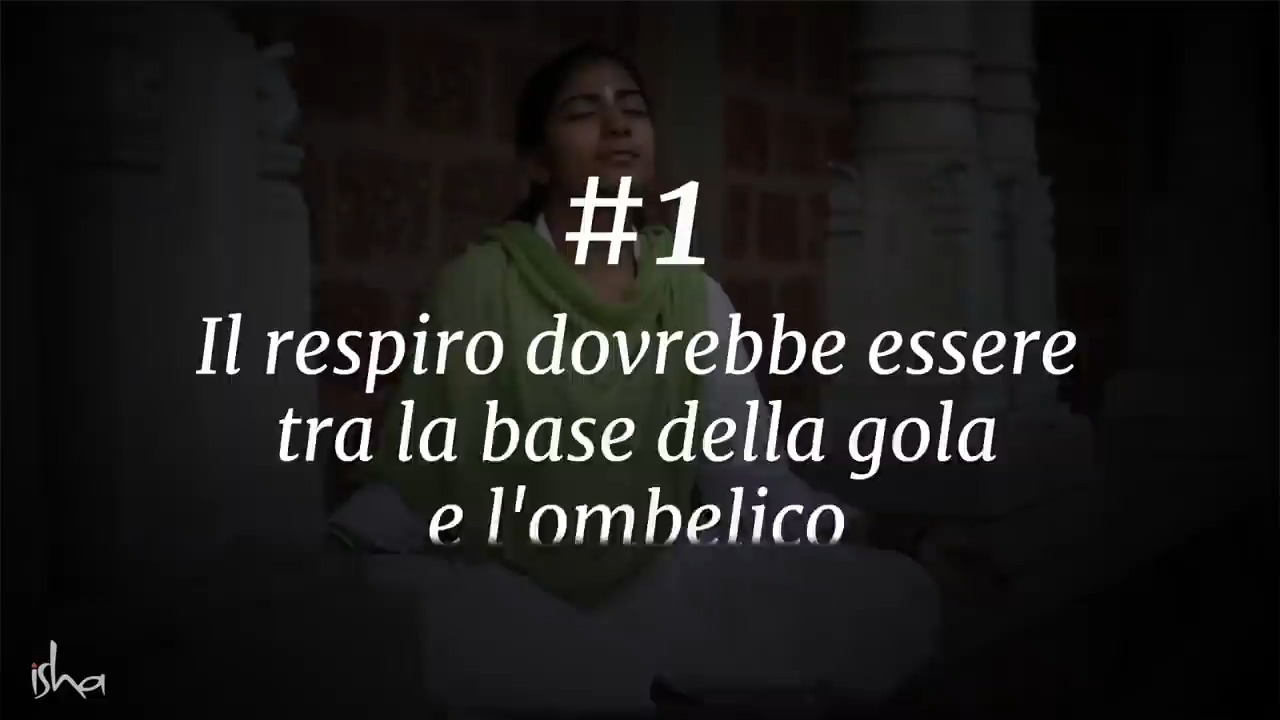 #1
Il respiro dovrebbe essere
tra la base della gola
e l'ombelico
isha